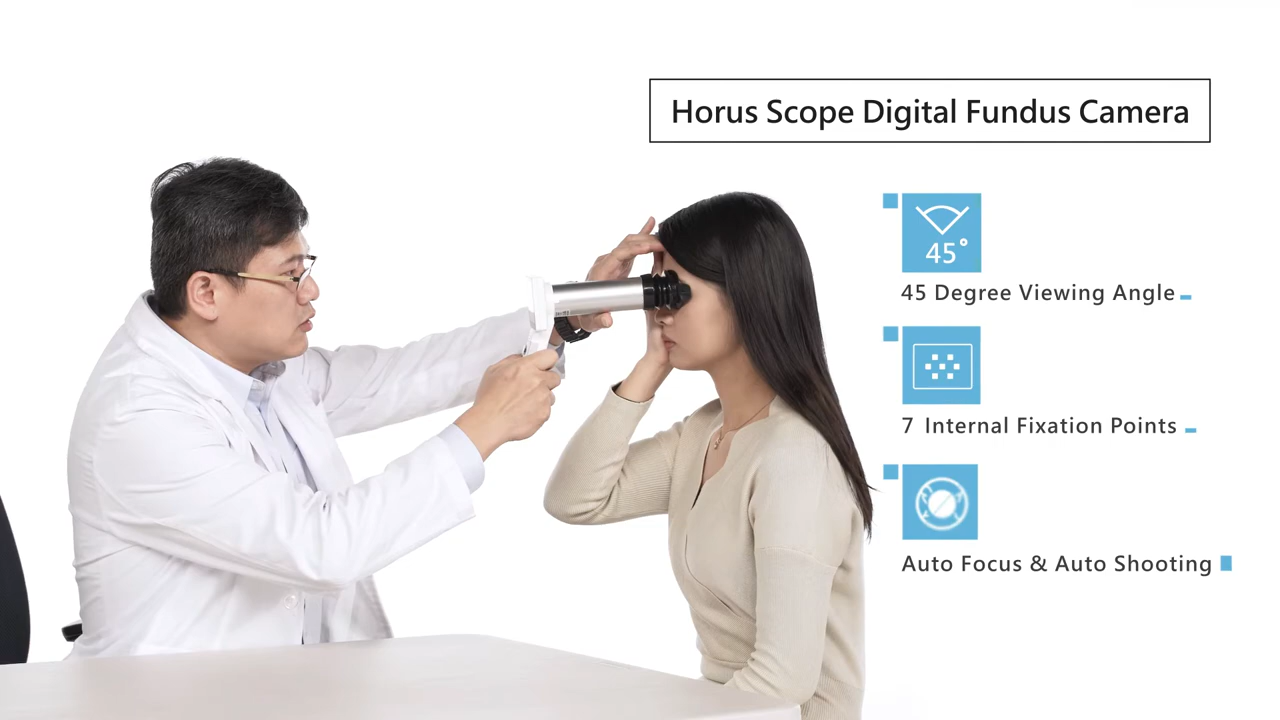 Horus Scope Digital Fundus Camera
45°
45 Degree Viewing Angle
7 Internal Fixation Points
Auto Focus & Auto Shooting